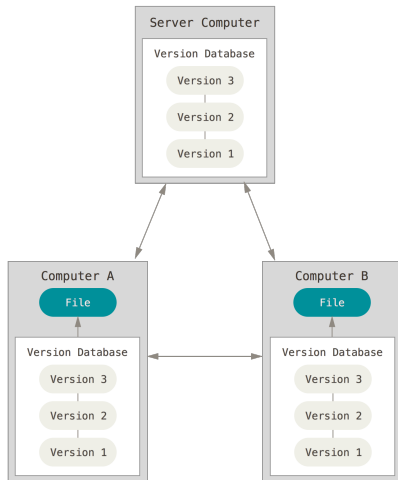 Server Computer
Version Database
Version 3
Version 2
Version 1
Computer A
File
Version Database
Version 3
Version 2
Version 1
Computer B
File
Version Database
Version 3
Version 2
Version 1